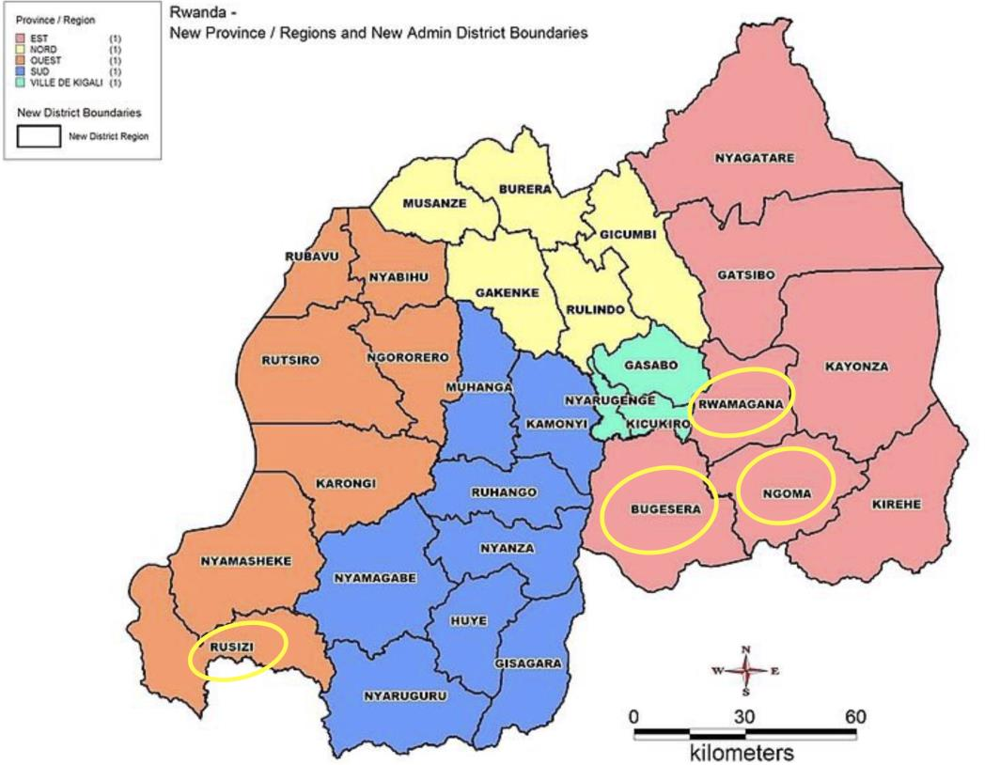 Province / Region
EST (1)
NORD (1)
OUEST (1)
SUD (1)
VILLE DE KIGALI (1)
New District Boundaries
New District Region
Rwanda -
New Province / Regions and New Admin District Boundaries
NYAGATARE
BURERA
MUSANZE
GICUMBI
RUBAVU
NYABIHU
GATSIBO
GAKENKE
RULINDO
RUTSIRO
NGORORERO
GASABO
KAYONZA
MUHANGA
NYARUGENGE
RWAMAGANA
KAMONYI
KICUKIRO
KARONGI
RUHANGO
NGOMA
BUGESERA
KIREHE
NYANZA
NYAMASHEKE
NYAMAGABE
HUYE
RUSIZI
GISAGARA
NYARUGURU
N
W E
S
0 30 60
kilometers